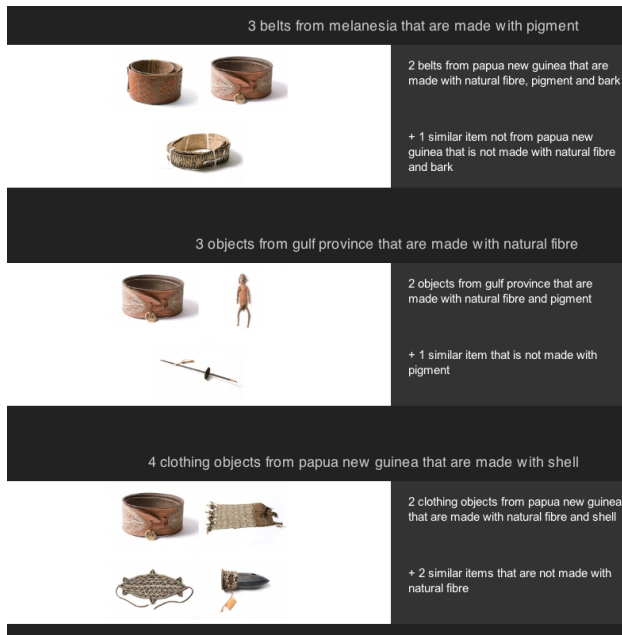 3 belts from melanesia that are made with pigment
2 belts from papua new guinea that are
made with natural fibre, pigment and bark
+ 1 similar item not from papua new
guinea that is not made with natural fibre
and bark
3 objects from gulf province that are made with natural fibre
2 objects from gulf province that are
made with natural fibre and pigment
+ 1 similar item that is not made with
pigment
4 clothing objects from papua new guinea that are made with shell
2 clothing objects from papua new guinea
that are made with natural fibre and shell
+ 2 similar items that are not made with
natural fibre